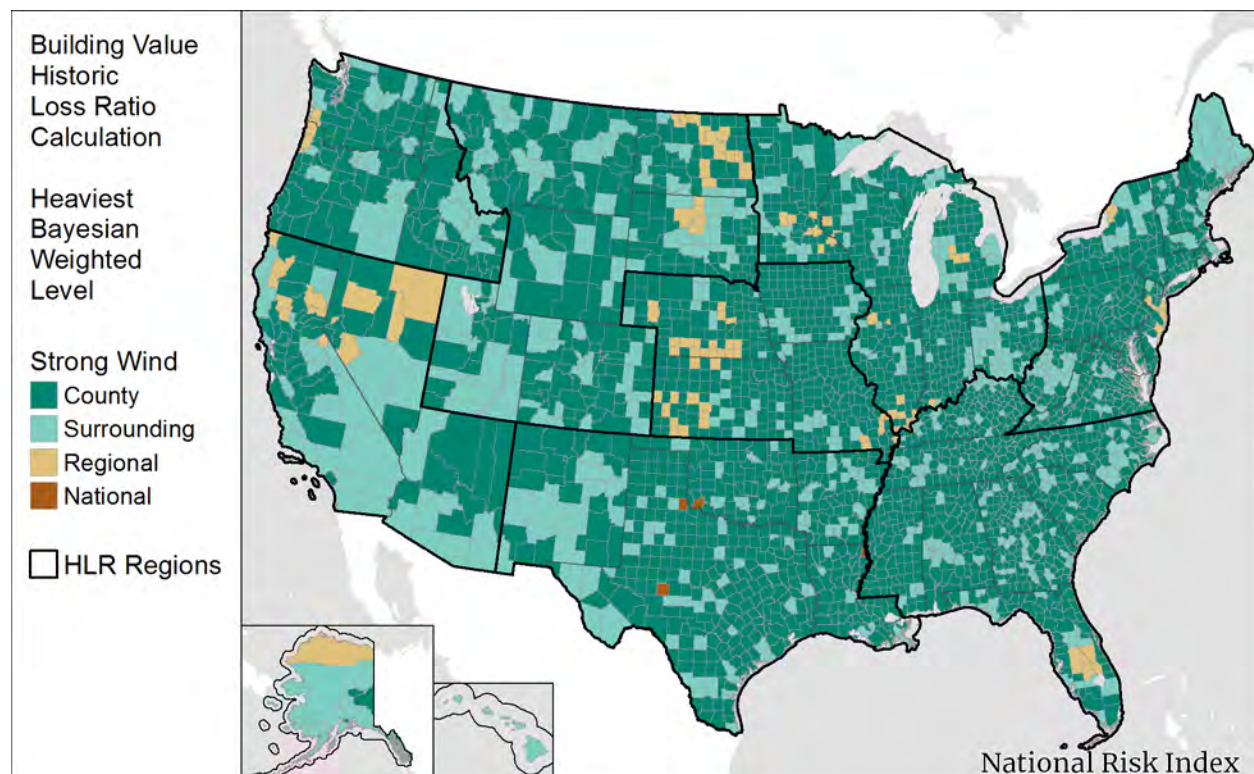 Building Value
Historic
Loss Ratio
Calculation
Heaviest
Bayesian
Weighted
Level
Strong Wind
County
Surrounding
Regional
National
HLR Regions
National Risk Index